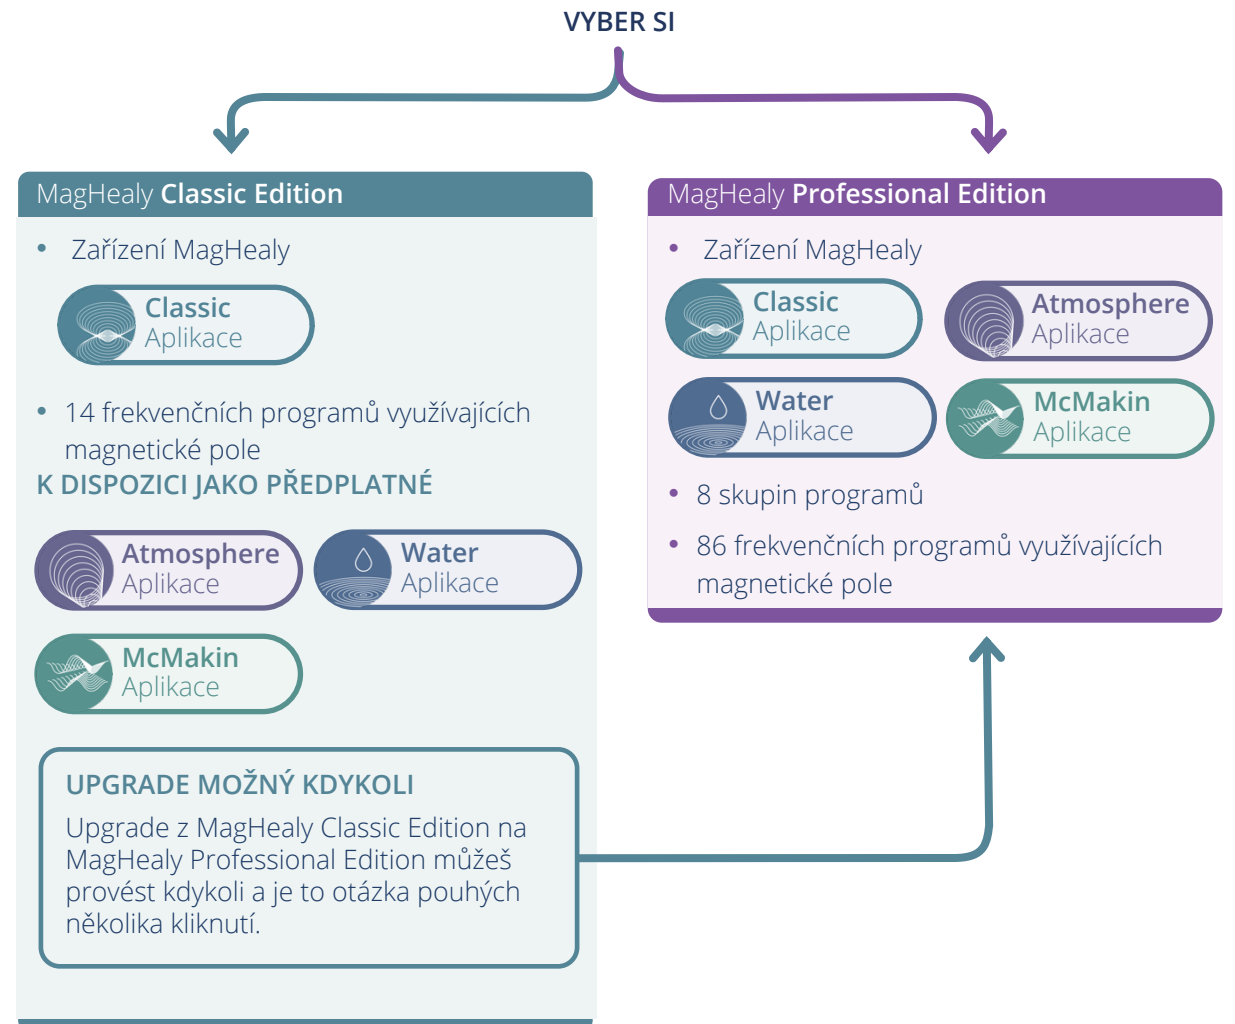 VYBER SI
MagHealy Classic Edition
• Zařízení MagHealy
Classic
Aplikace
• 14 frekvenčních programů využívajících
magnetické pole
K DISPOZICI JAKO PŘEDPLATNÉ
Atmosphere
Aplikace
Water
Aplikace
McMakin
Aplikace
UPGRADE MOŽNÝ KDYKOLI
Upgrade z MagHealy Classic Edition na
MagHealy Professional Edition můžeš
provést kdykoli a je to otázka pouhých
několika kliknutí.
MagHealy Professional Edition
• Zařízení MagHealy
Classic
Aplikace
Atmosphere
Aplikace
Water
Aplikace
McMakin
Aplikace
• 8 skupin programů
• 86 frekvenčních programů využívajících
magnetické pole